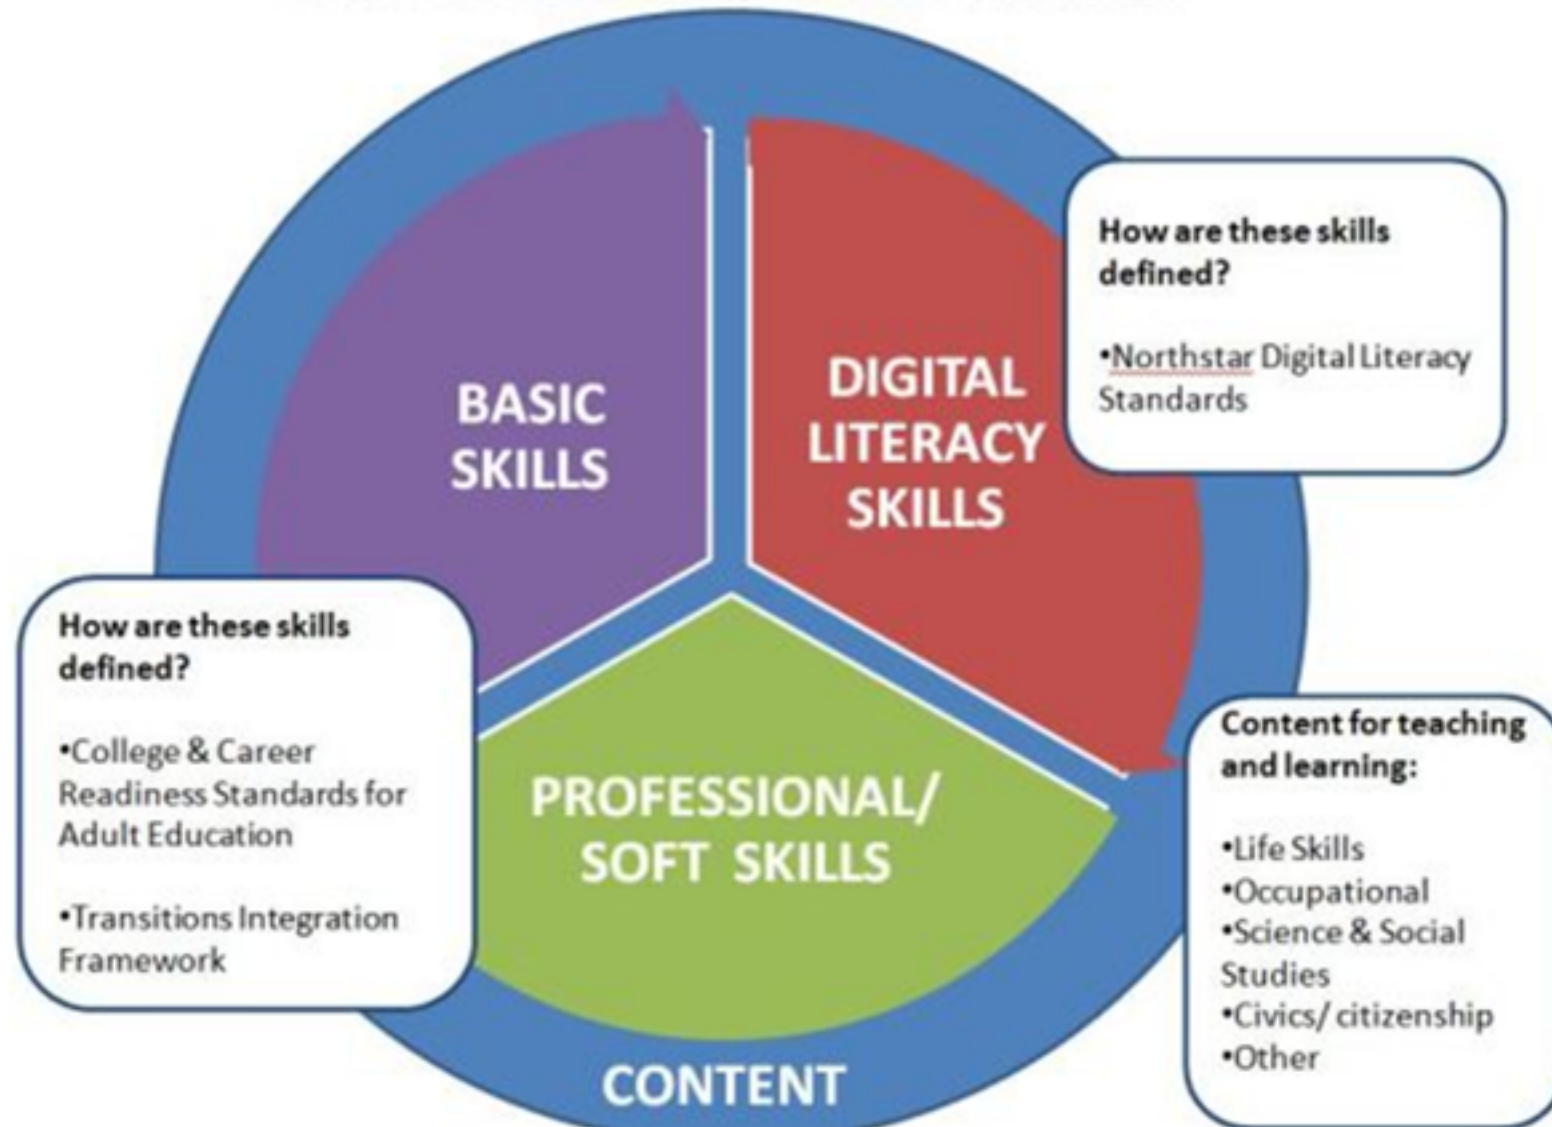 BASIC
SKILLS
DIGITAL
LITERACY
SKILLS
How are these skills
defined?
•Northstar Digital Literacy
Standards
How are these skills
defined?
•College & Career
Readiness Standards for
Adult Education
•Transitions Integration
Framework
PROFESSIONAL/
SOFT SKILLS
Content for teaching
and learning:
•Life Skills
•Occupational
•Science & Social
Studies
•Civics/ citizenship
•Other
CONTENT